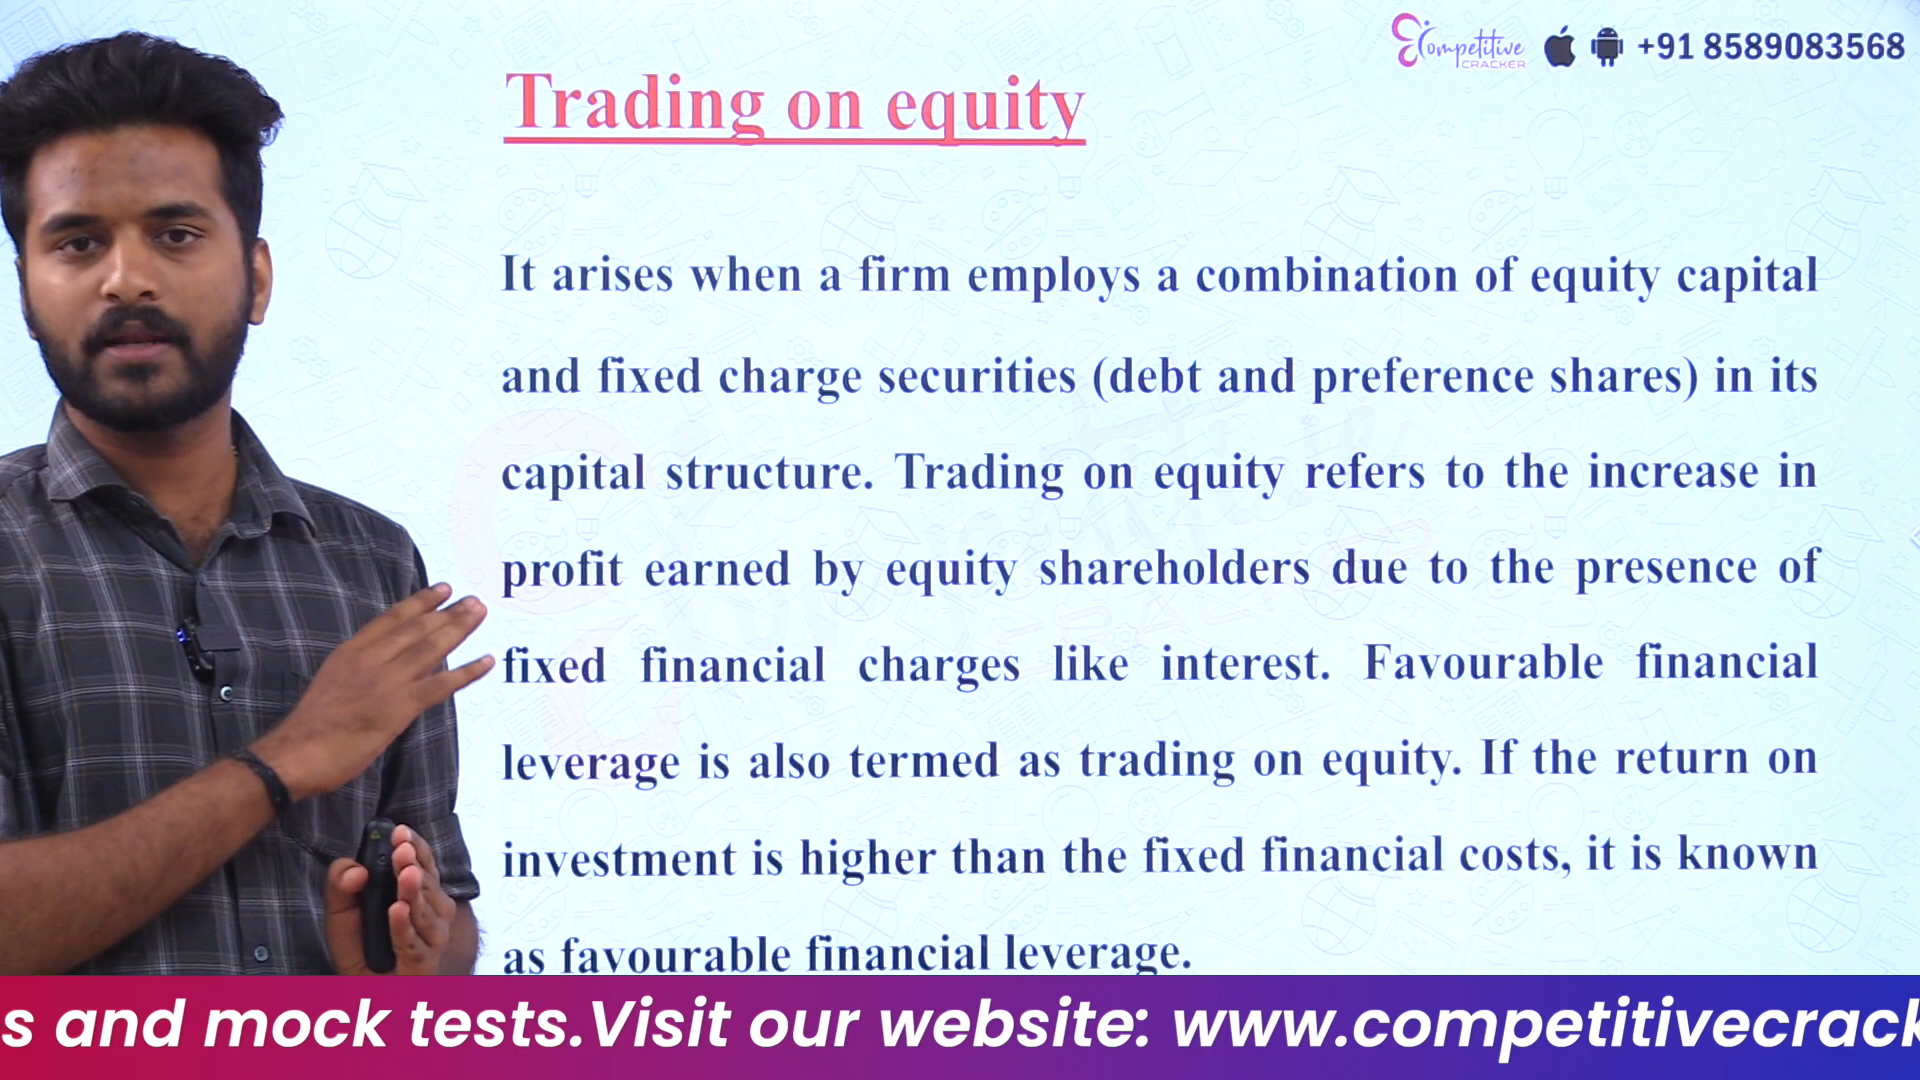 Competitive
CRACKER
+91 8589083568
Trading on equity
It arises when a firm employs a combination of equity capital
and fixed charge securities (debt and preference shares) in its
capital structure. Trading on equity refers to the increase in
profit earned by equity shareholders due to the presence of
fixed financial charges like interest. Favourable financial
leverage is also termed as trading on equity. If the return on
investment is higher than the fixed financial costs, it is known
as favourable financial leverage.
s and mock tests.Visit our website: www.competitivecrack